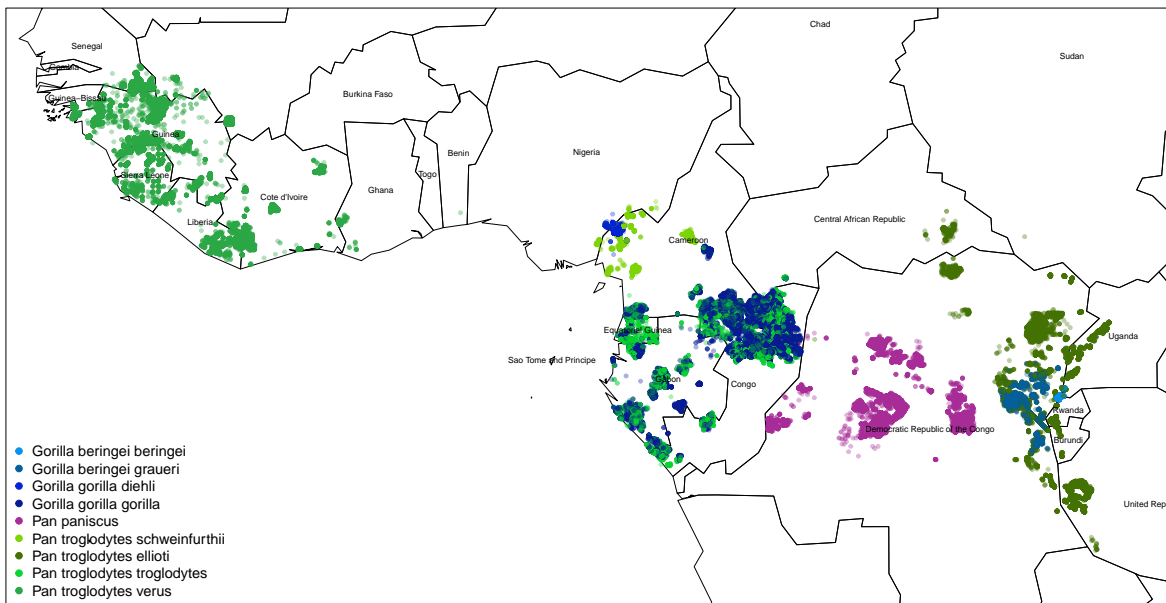 Chad
Senegal
Sudan
Gambia
Burkina Faso
Guinea−Bissau
Guinea
Benin
Nigeria
Togo
Sierra Leone
Ghana
Cote d'Ivoire
Central African Republic
Liberia
Cameroon
Equatorial Guinea
Uganda
Sao Tome and Principe
Gabon
Congo
Rwanda
Democratic Republic of the Congo
Burundi
United Rep
Gorilla beringei beringei
Gorilla beringei graueri
Gorilla gorilla diehli
Gorilla gorilla gorilla
Pan paniscus
Pan troglodytes schweinfurthii
Pan troglodytes ellioti
Pan troglodytes troglodytes
Pan troglodytes verus